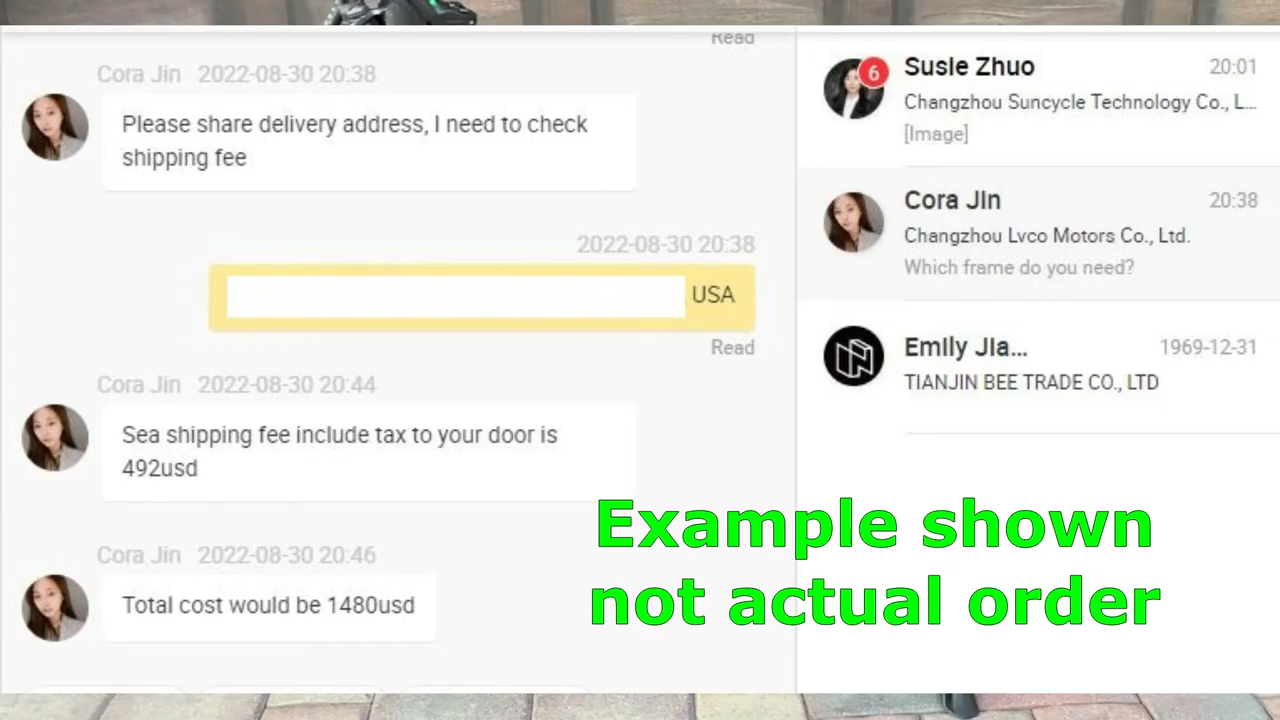 Read
Cora Jin 2022-08-30 20:38
Please share delivery address, I need to check
shipping fee
2022-08-30 20:38
USA
Read
Cora Jin 2022-08-30 20:44
Sea shipping fee include tax to your door is
492usd
Cora Jin 2022-08-30 20:46
Total cost would be 1480usd
6
Susie Zhuo 20:01
Changzhou Suncycle Technology Co., L...
[Image]
Cora Jin 20:38
Changzhou Lvco Motors Co., Ltd.
Which frame do you need?
Emily Jia... 1969-12-31
TIANJIN BEE TRADE CO., LTD
Example shown
not actual order